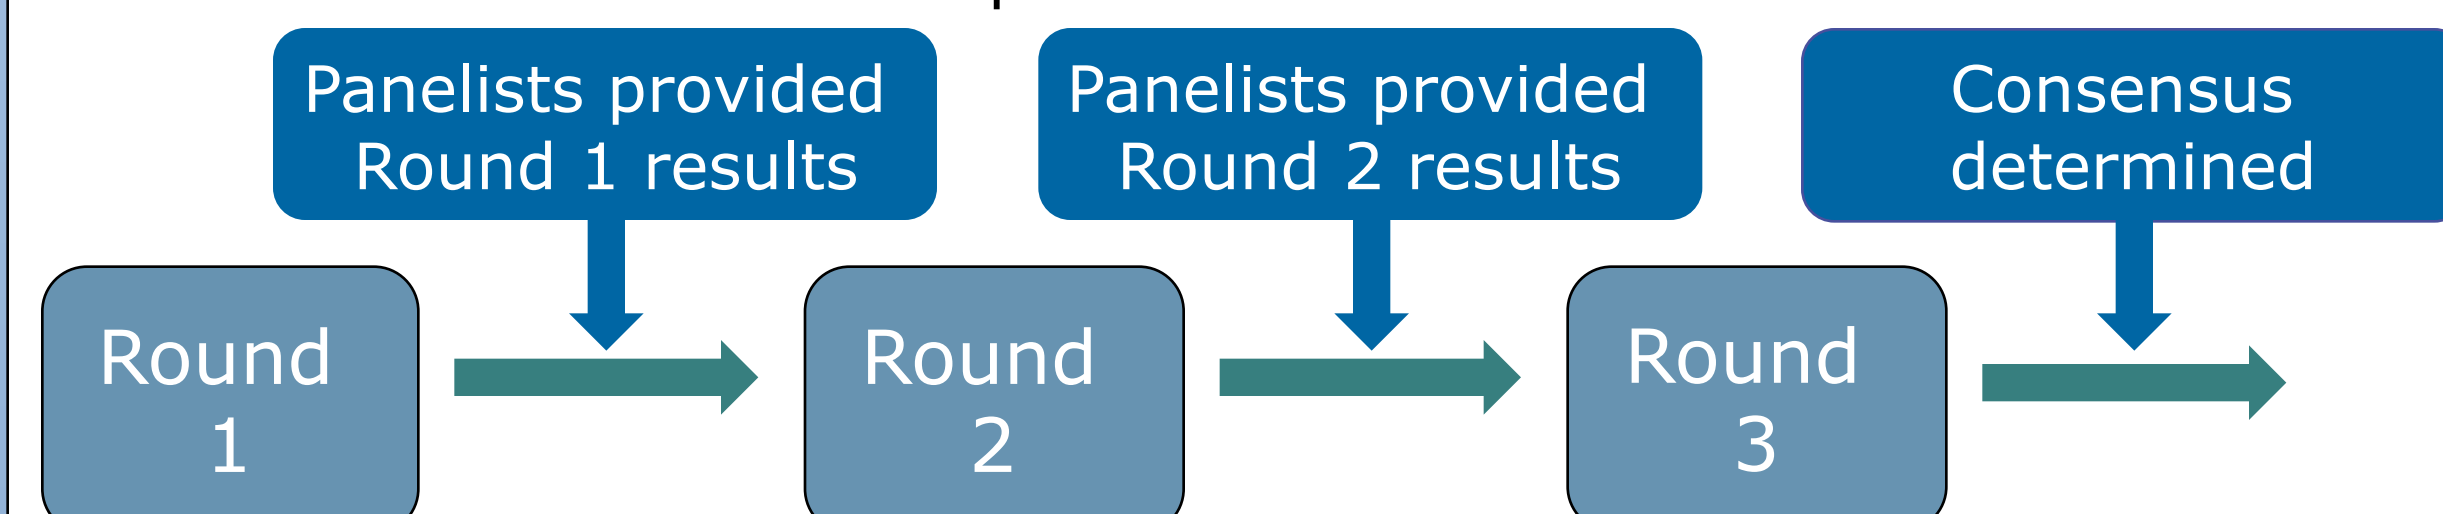 Panelists provided
Round 1 results
Panelists provided
Round 2 results
Consensus
determined
Round
1
Round
2
Round
3